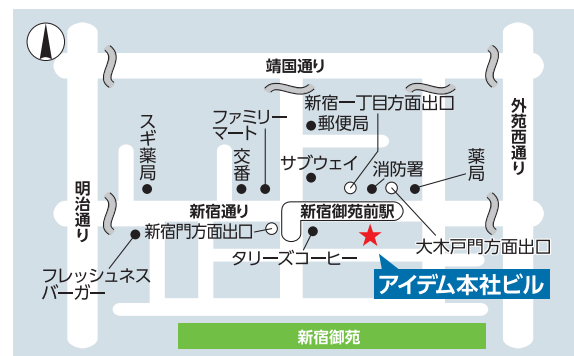 靖国通り
新宿一丁目方面出口
ファミリー
マート
郵便局
スギ薬局
交番
サブウェイ
消防署
薬局
外苑西通り
明治通り
新宿通り
新宿御苑前駅
新宿門方面出口
大木戸門方面出口
タリーズコーヒー
フレッシュネス
バーガー
アイデム本社ビル
新宿御苑